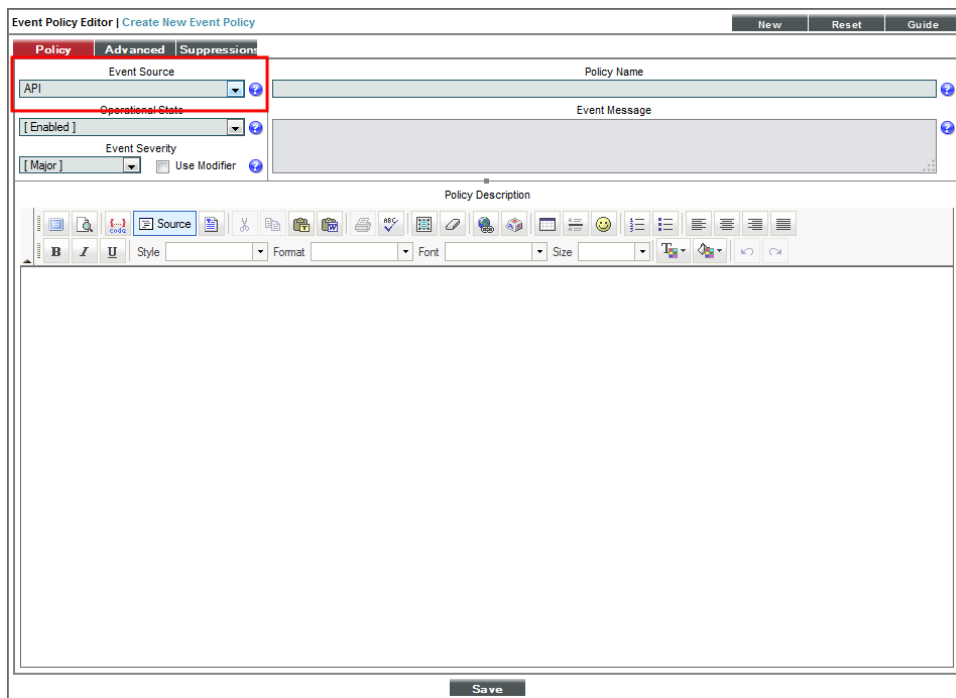 Event Policy Editor | Create New Event Policy New Reset Guide
Policy Advanced Suppressions
Event Source Policy Name
API
Operational State Event Message
[ Enabled ]
Event Severity
[ Major ] Use Modifier
Policy Description
Source
B I U Style Format Font Size
Save